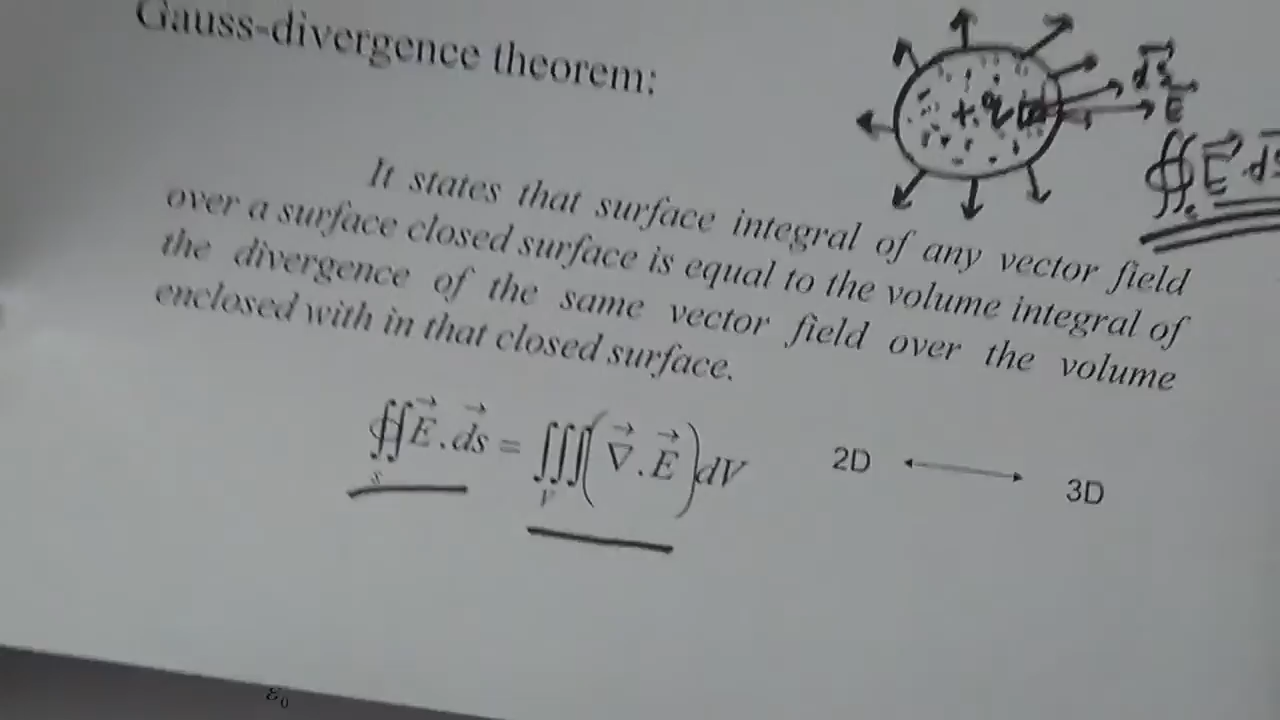 Gauss-divergence theorem:
+q
d⃗s
E⃗
∯ₛ E⃗.ds
It states that surface integral of any vector field
over a surface closed surface is equal to the volume integral of
the divergence of the same vector field over the volume
enclosed with in that closed surface.
∯ₛ E⃗.d⃗s = ∭ᵥ(∇⃗.E⃗)dV
2D ⟷ 3D
ε₀